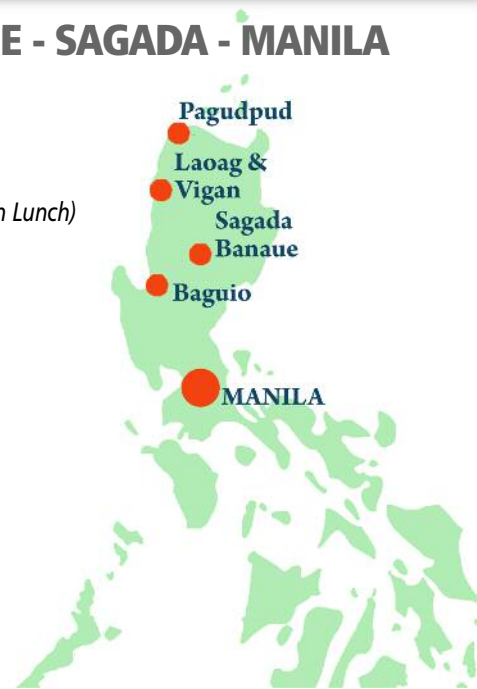 E - SAGADA - MANILA
Pagudpud
Laoag &
Vigan
n Lunch)
Sagada
Banaue
Baguio
MANILA